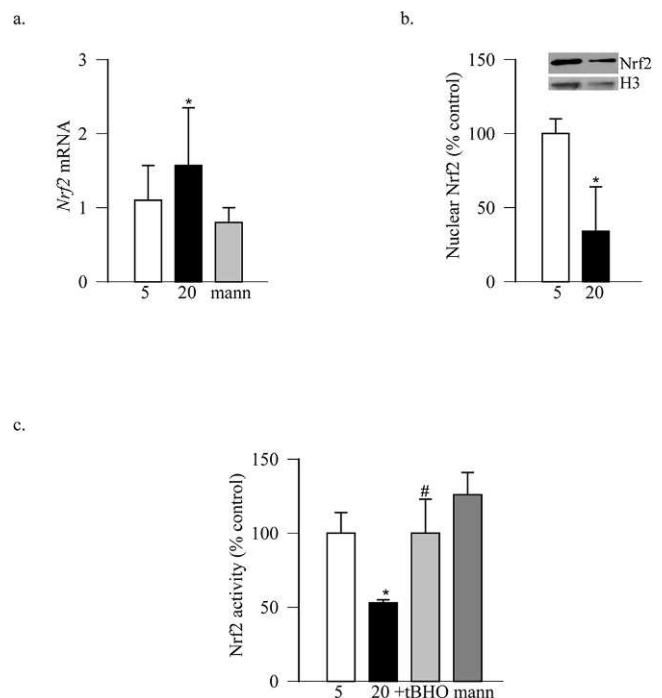 a.
b.
3
2
1
0
Nrf2 mRNA
*
5 20 mann
150
100
50
0
Nuclear Nrf2 (% control)
Nrf2
H3
*
5 20
c.
150
100
50
0
Nrf2 activity (% control)
*
#
5 20 +tBHO mann